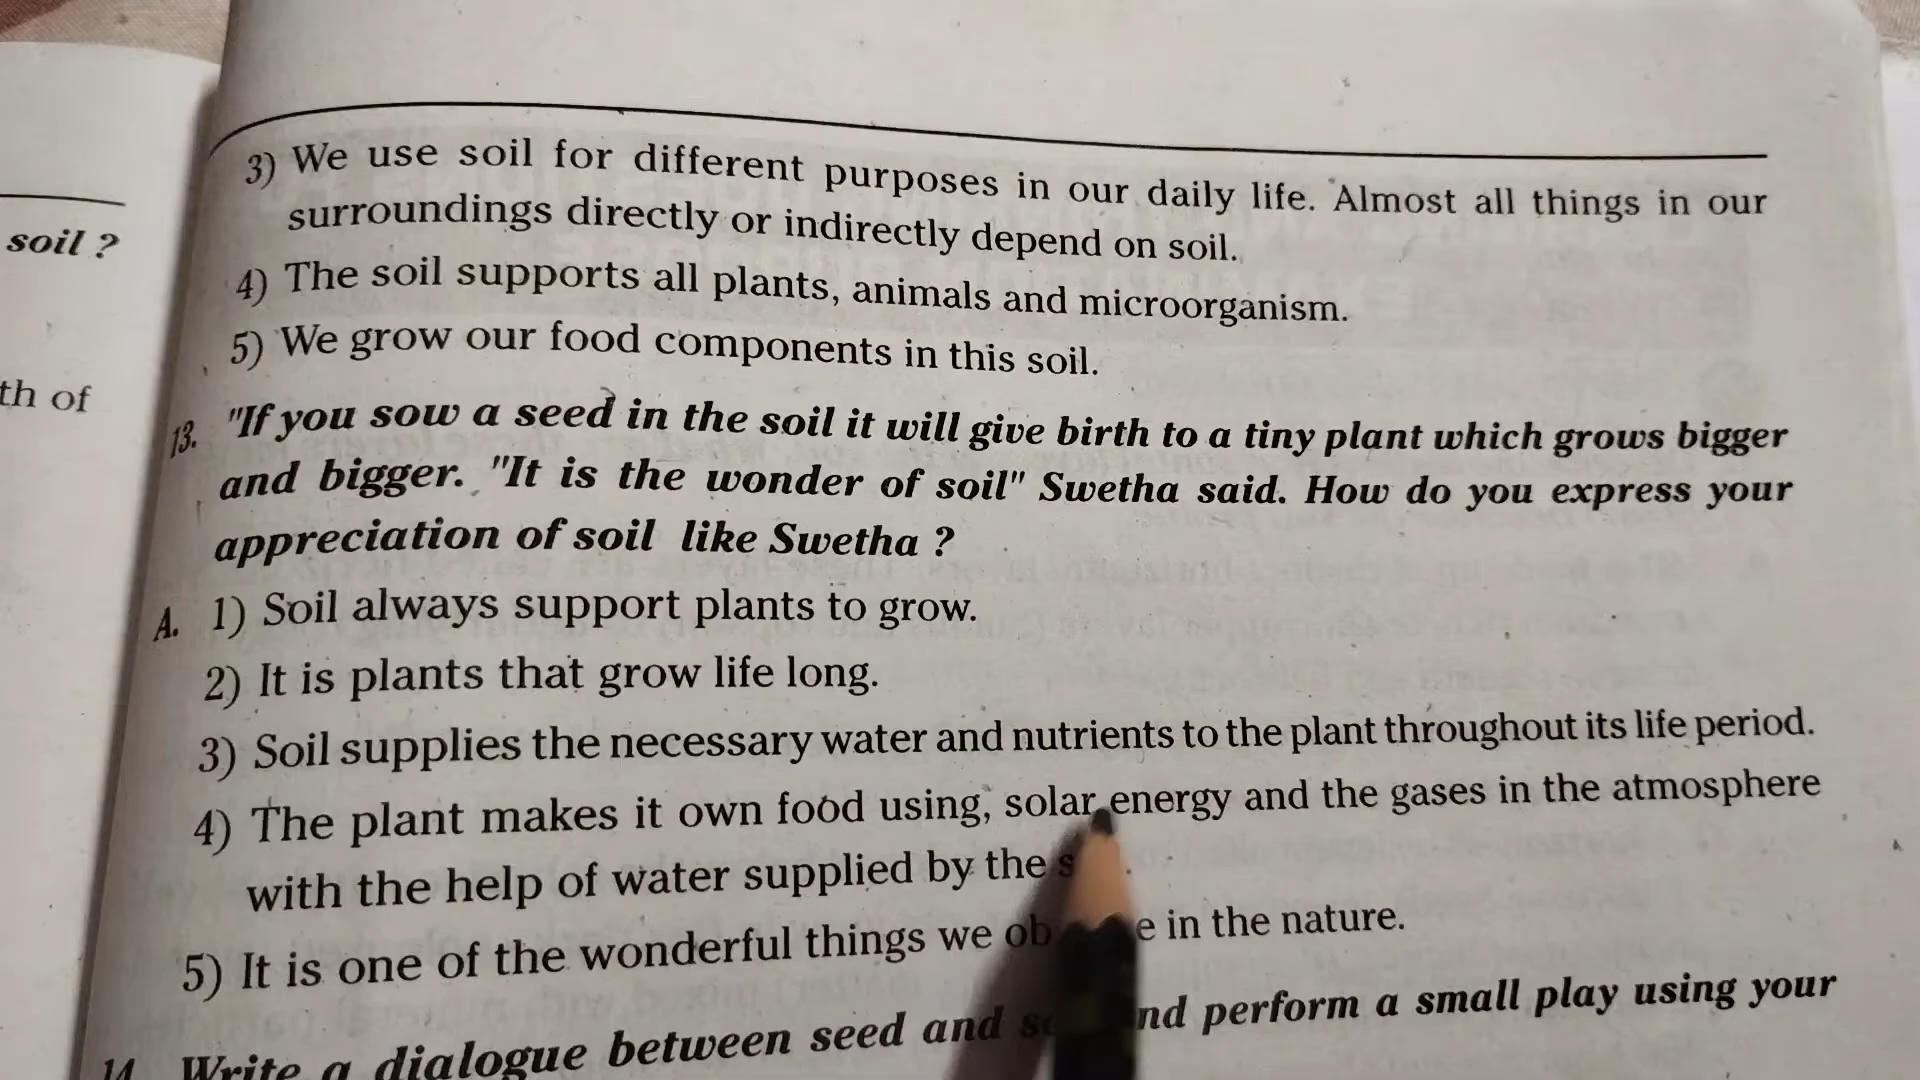 soil ?
th of
3) We use soil for different purposes in our daily life. Almost all things in our
surroundings directly or indirectly depend on soil.
4) The soil supports all plants, animals and microorganism.
5) We grow our food components in this soil.
13. "If you sow a seed in the soil it will give birth to a tiny plant which grows bigger
and bigger. "It is the wonder of soil" Swetha said. How do you express your
appreciation of soil like Swetha ?
A. 1) Soil always support plants to grow.
2) It is plants that grow life long.
3) Soil supplies the necessary water and nutrients to the plant throughout its life period.
4) The plant makes it own food using, solar energy and the gases in the atmosphere
with the help of water supplied by the
5) It is one of the wonderful things we in the nature.
14. Write a dialogue between seed and perform a small play using your